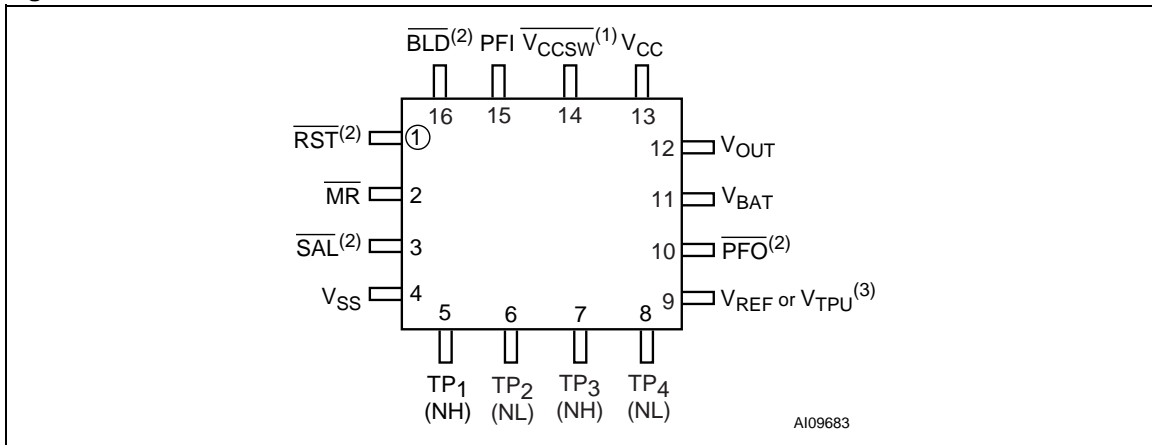 BLD(2) PFI VCCSW(1) VCC
16 15 14 13
RST(2) 1
MR 2
SAL(2) 3
VSS 4
12 VOUT
11 VBAT
10 PFO(2)
9 VREF or VTPU(3)
5 6 7 8
TP1 TP2 TP3 TP4
(NH) (NL) (NH) (NL)
AI09683